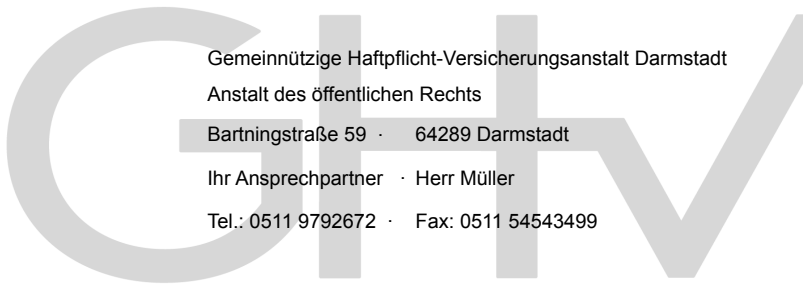 GHV
Gemeinnützige Haftpflicht-Versicherungsanstalt Darmstadt
Anstalt des öffentlichen Rechts
Bartningstraße 59 · 64289 Darmstadt
Ihr Ansprechpartner · Herr Müller
Tel.: 0511 9792672 · Fax: 0511 54543499